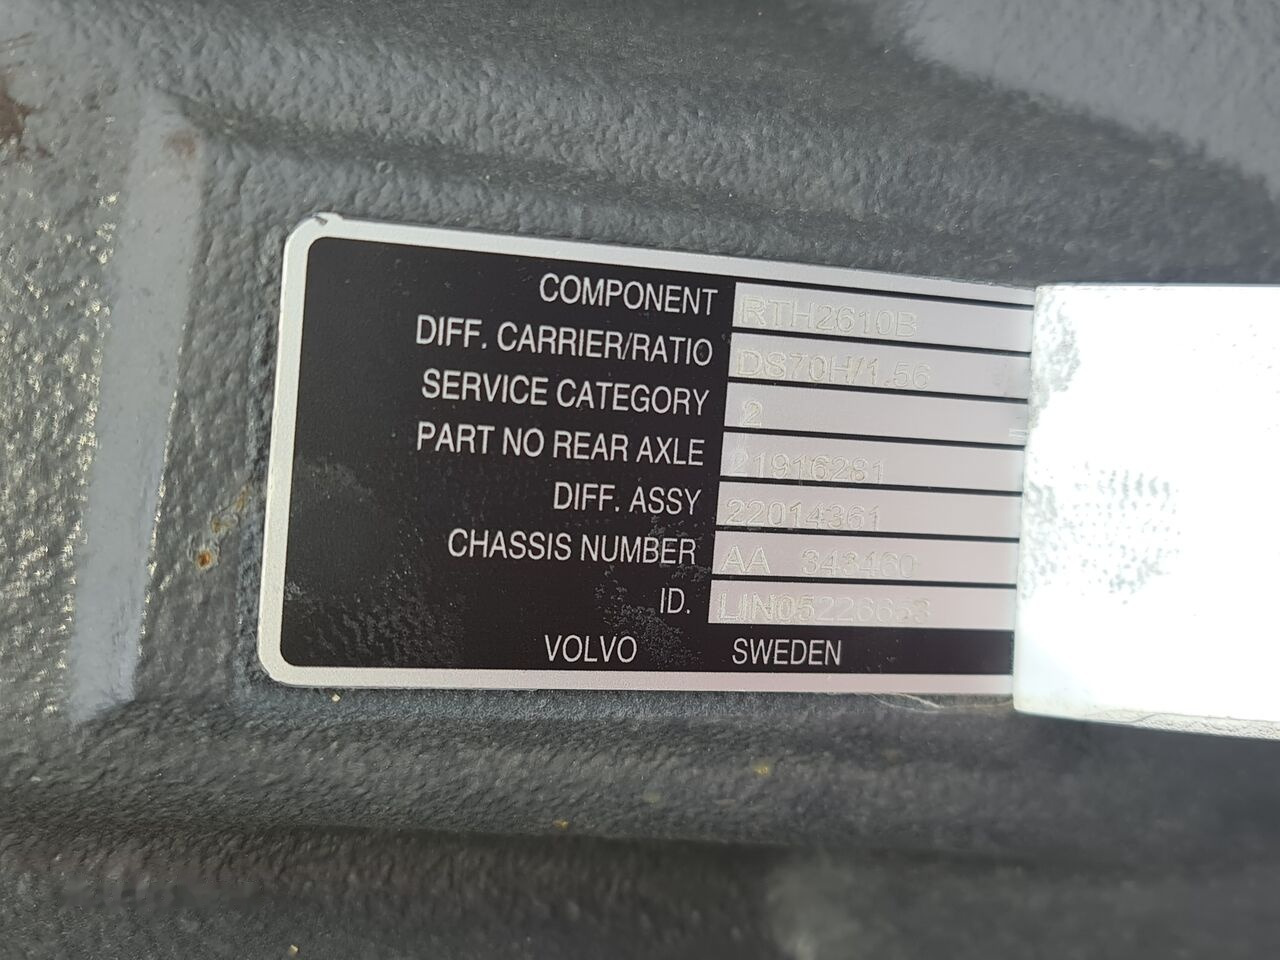 COMPONENT RTH2610B
DIFF. CARRIER/RATIO DS70H/1.56
SERVICE CATEGORY 2
PART NO REAR AXLE 21916281
DIFF. ASSY 22014361
CHASSIS NUMBER AA 343460
ID. LIN05226653
VOLVO SWEDEN